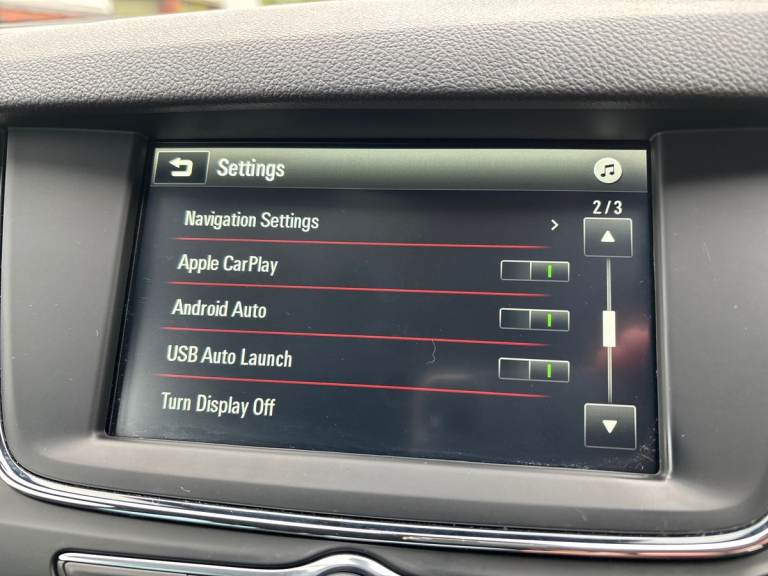 Settings
2/3
Navigation Settings
Apple CarPlay
Android Auto
USB Auto Launch
Turn Display Off